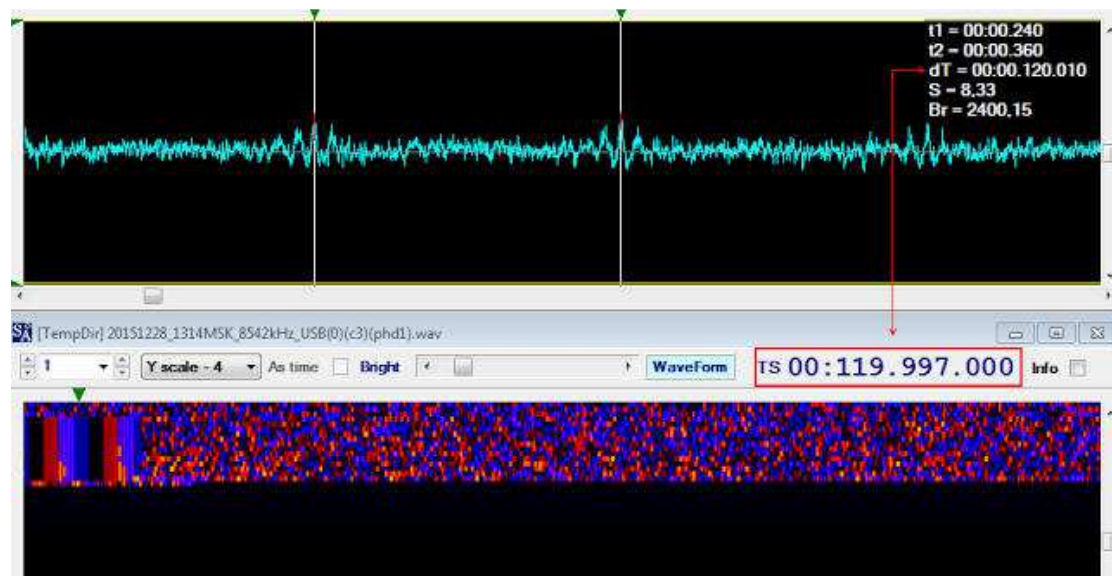 t1 = 00:00.240
t2 = 00:00.360
dT = 00:00.120.010
S = 8,33
Br = 2400,15
SA [TempDir] 20151228_1314MSK_8542kHz_USB(0)(c3)(phd1).wav
1 Y scale - 4 As time Bright WaveForm TS 00:119.997.000 Info